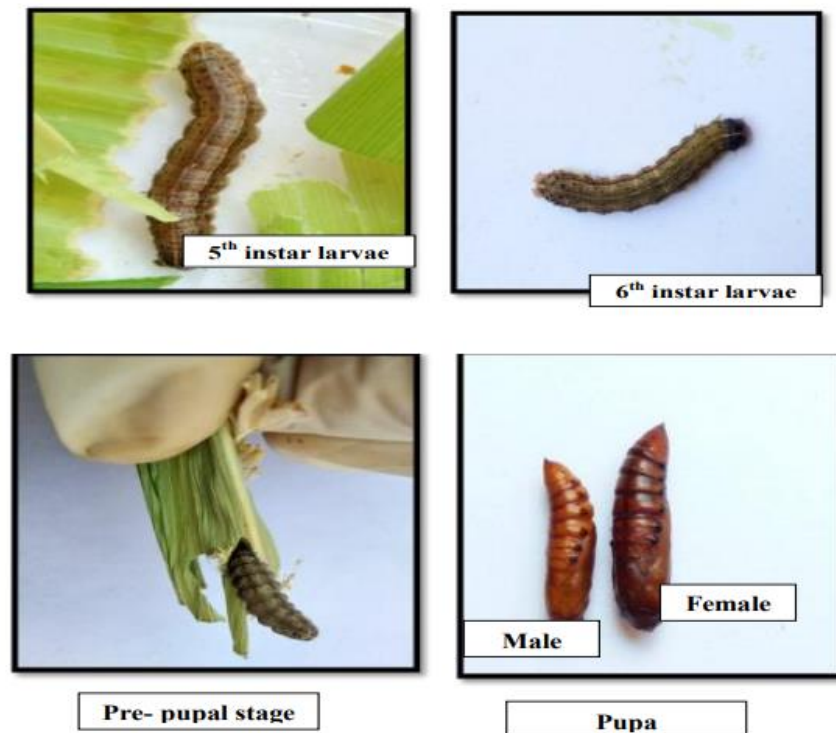 5th instar larvae
6th instar larvae
Pre- pupal stage
Male
Female
Pupa